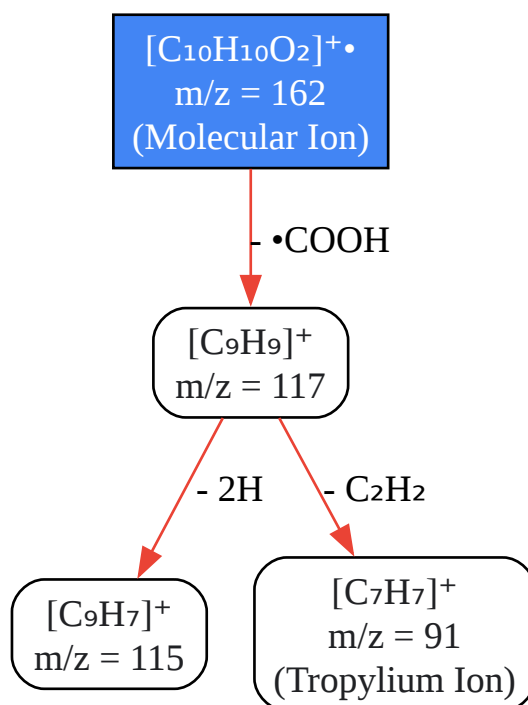 [C₁₀H₁₀O₂]⁺•
m/z = 162
(Molecular Ion)
- •COOH
[C₉H₉]⁺
m/z = 117
- 2H
- C₂H₂
[C₉H₇]⁺
m/z = 115
[C₇H₇]⁺
m/z = 91
(Tropylium Ion)